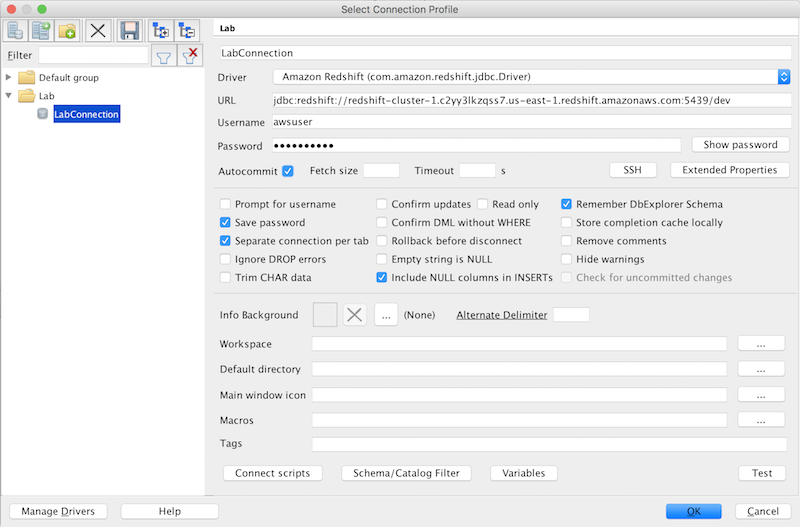 Select Connection Profile
Filter
Default group
Lab
LabConnection
Lab
LabConnection
Driver Amazon Redshift (com.amazon.redshift.jdbc.Driver)
URL jdbc:redshift://redshift-cluster-1.c2yy3lkzqss7.us-east-1.redshift.amazonaws.com:5439/dev
Username awsuser
Password •••••••••• Show password
Autocommit Fetch size Timeout s SSH Extended Properties
Prompt for username Confirm updates Read only Remember DbExplorer Schema
Save password Confirm DML without WHERE Store completion cache locally
Separate connection per tab Rollback before disconnect Remove comments
Ignore DROP errors Empty string is NULL Hide warnings
Trim CHAR data Include NULL columns in INSERTs Check for uncommitted changes
Info Background ... (None) Alternate Delimiter
Workspace ...
Default directory ...
Main window icon ...
Macros ...
Tags
Connect scripts Schema/Catalog Filter Variables Test
Manage Drivers Help OK Cancel